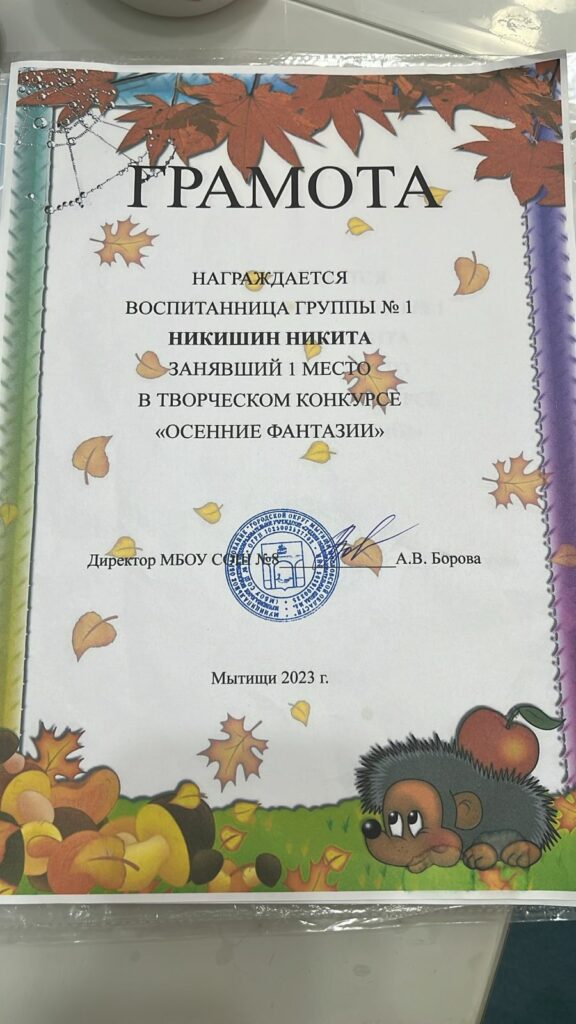 ГРАМОТА
НАГРАЖДАЕТСЯ
ВОСПИТАННИЦА ГРУППЫ № 1
НИКИШИН НИКИТА
ЗАНЯВШИЙ 1 МЕСТО
В ТВОРЧЕСКОМ КОНКУРСЕ
«ОСЕННИЕ ФАНТАЗИИ»
Директор МБОУ СОШ №8 ____________А.В. Борова
Мытищи 2023 г.